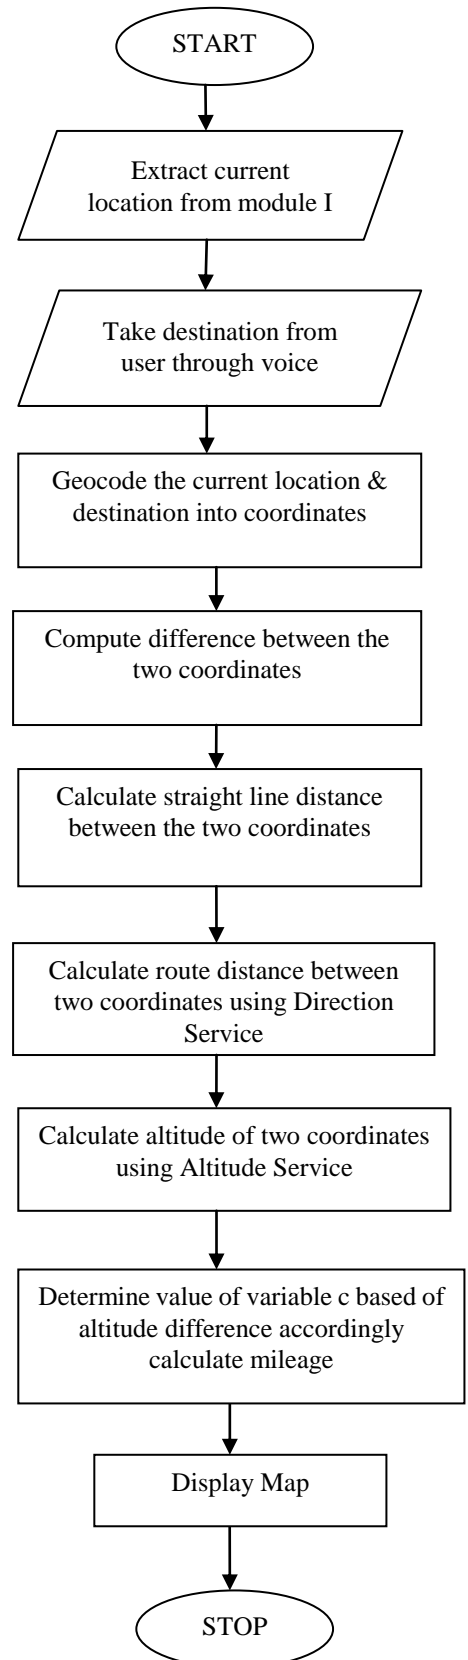 START
Extract current
location from module I
Take destination from
user through voice
Geocode the current location &
destination into coordinates
Compute difference between the
two coordinates
Calculate straight line distance
between the two coordinates
Calculate route distance between
two coordinates using Direction
Service
Calculate altitude of two coordinates
using Altitude Service
Determine value of variable c based of
altitude difference accordingly
calculate mileage
Display Map
STOP